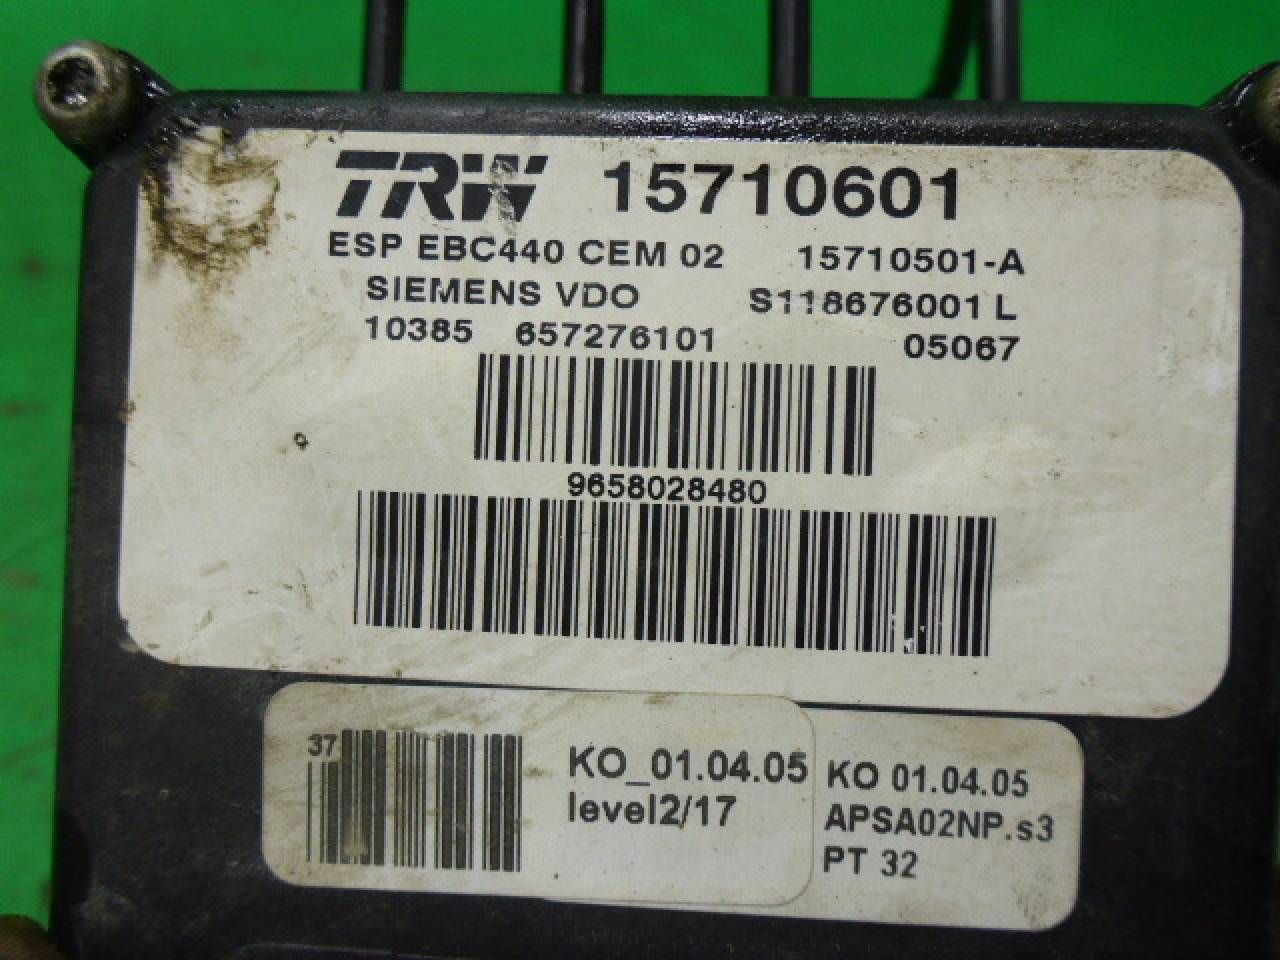 TRW 15710601
ESP EBC440 CEM 02 15710501-A
SIEMENS VDO S118676001 L
10385 657276101 05067
9658028480
37
KO_01.04.05
level2/17
KO 01.04.05
APSA02NP.s3
PT 32